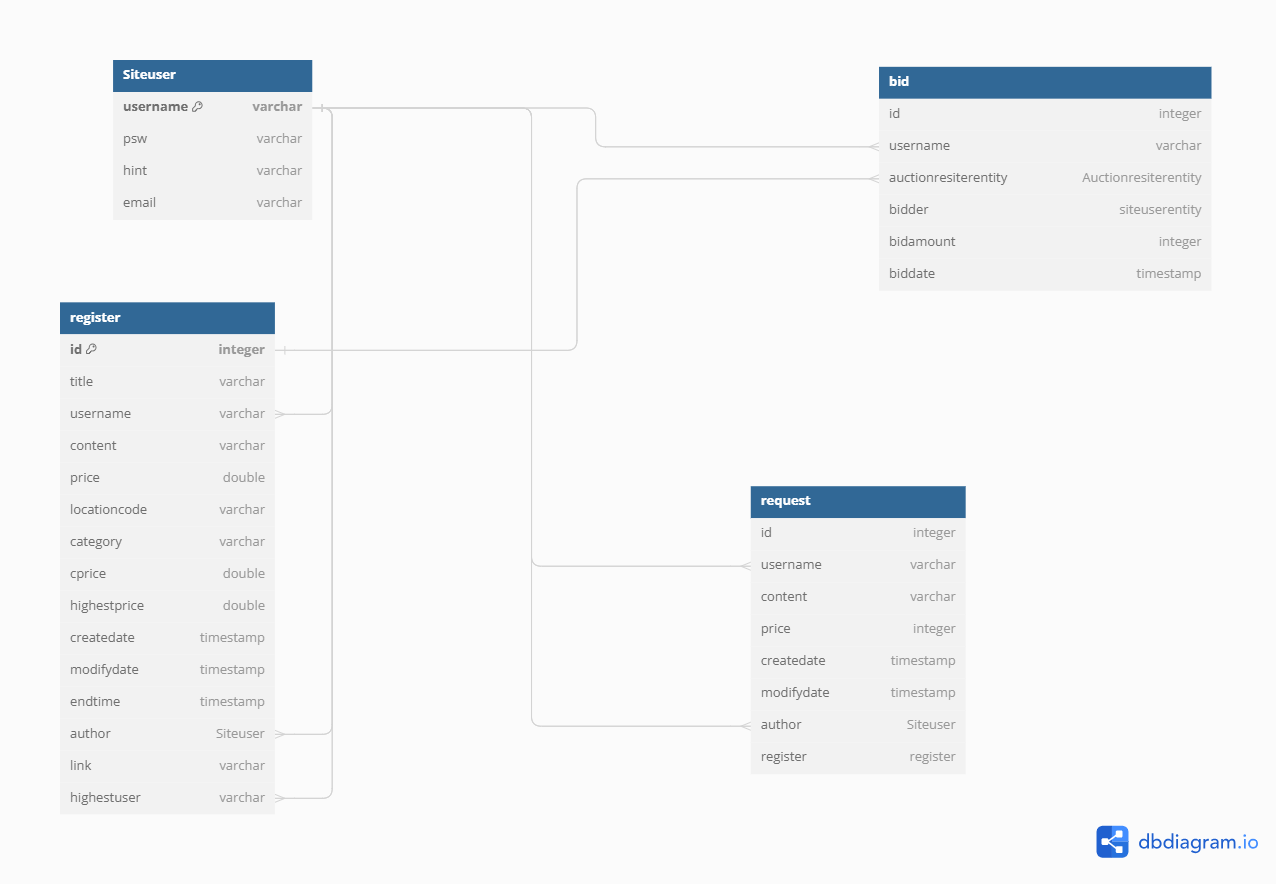 Siteuser
username varchar
psw varchar
hint varchar
email varchar
bid
id integer
username varchar
auctionresiterentity Auctionresiterentity
bidder siteuserentity
bidamount integer
biddate timestamp
register
id integer
title varchar
username varchar
content varchar
price double
locationcode varchar
category varchar
cprice double
highestprice double
createdate timestamp
modifydate timestamp
endtime timestamp
author Siteuser
link varchar
highestuser varchar
request
id integer
username varchar
content varchar
price integer
createdate timestamp
modifydate timestamp
author Siteuser
register register
dbdiagram.io